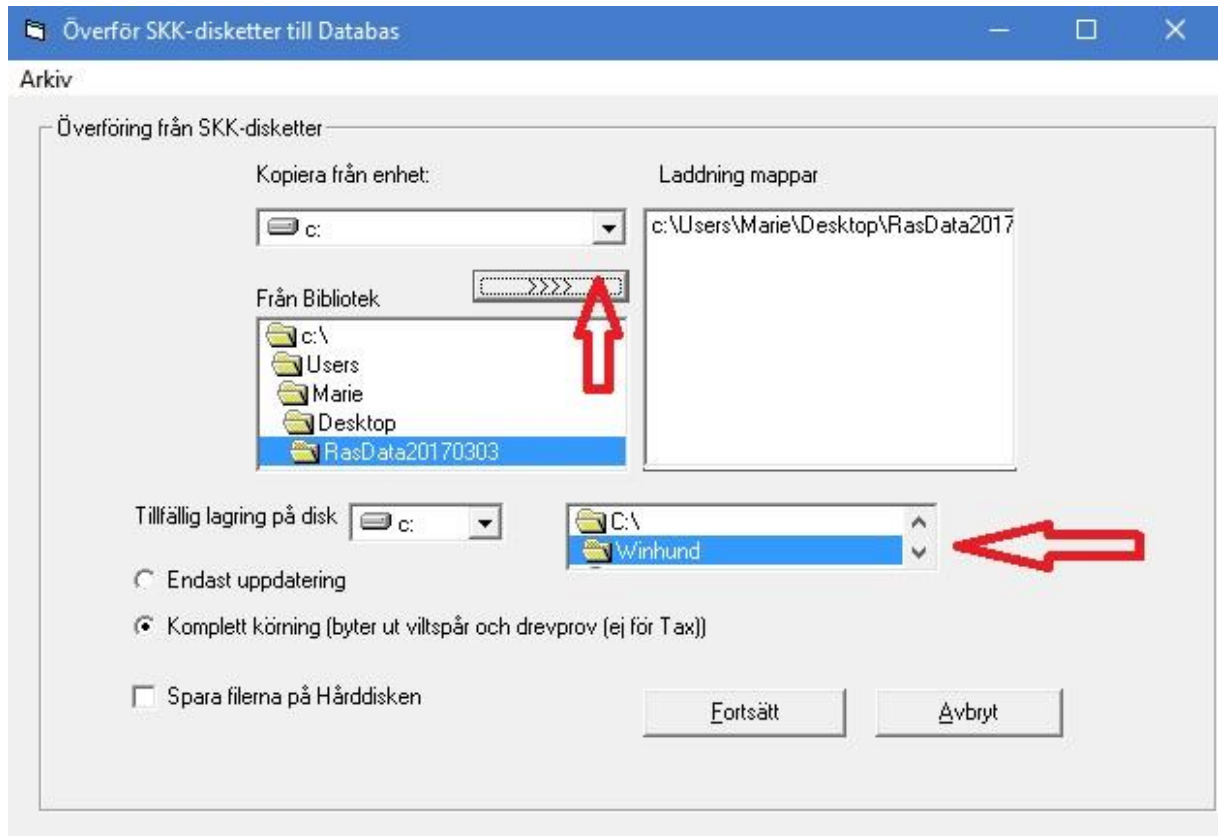 Överför SKK-disketter till Databas
Arkiv
Överföring från SKK-disketter
Kopiera från enhet:
Laddning mappar
c:
c:\Users\Marie\Desktop\RasData2017
>>>>
Från Bibliotek
c:\
Users
Marie
Desktop
RasData20170303
Tillfällig lagring på disk
c:
C:\
Winhund
Endast uppdatering
Komplett körning (byter ut viltspår och drevprov (ej för Tax))
Spara filerna på Hårddisken
Fortsätt
Avbryt